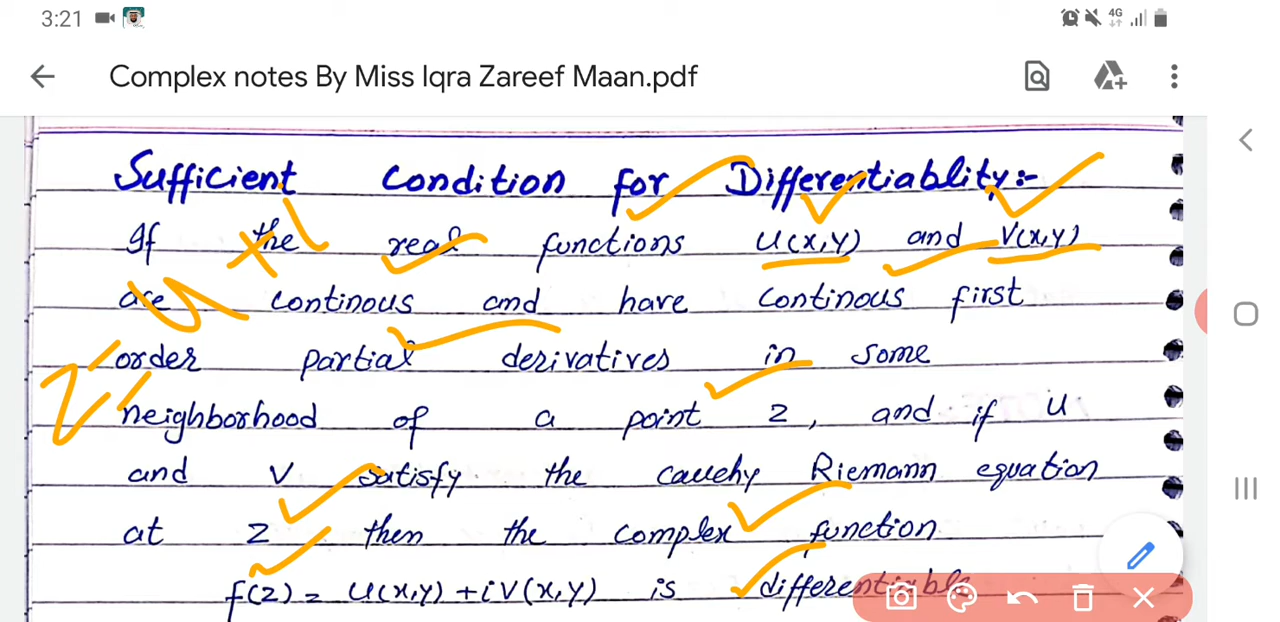 3:21 4G
Complex notes By Miss Iqra Zareef Maan.pdf
Sufficient Condition for Differentiablity:-
If the real functions U(x,y) and V(x,y)
are continous and have continous first
order partial derivatives in some
neighborhood of a point z, and if u
and v satisfy the cauchy Riemann equation
at z then the complex function
f(z) = u(x,y) + iv(x,y) is differentiable